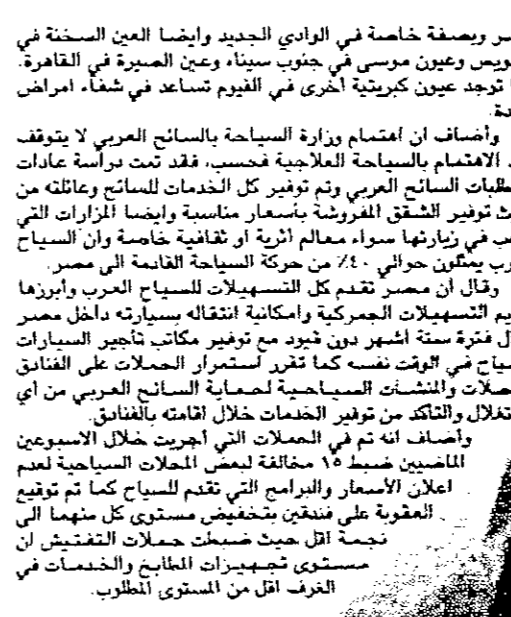 سر وبصفة خاصة في الوادي الجديد وايضا العين السخنة في
ويس وعيون موسى في جنوب سيناء وعين الصيرة في القاهرة.
ا توجد عيون كبريتية اخرى في الفيوم تساعد في شفاء امراض
دة.
وأضاف ان اهتمام وزارة السياحة بالسائح العربي لا يتوقف
الاهتمام بالسياحة العلاجية فحسب، فقد تمت دراسة عادات
طلبات السائح العربي وتم توفير كل الخدمات للسائح وعائلته من
ث توفير الشقق المفروشة بأسعار مناسبة وايضا المزارات التي
ب في زيارتها سواء معالم اثرية او ثقافية خاصة وان السياح
رب يمثلون حوالي ٤٠٪ من حركة السياحة القادمة الى مصر.
وقال ان مصر تقدم كل التسهيلات للسياح العرب وأبرزها
يم التسهيلات الجمركية وامكانية انتقاله بسيارته داخل مصر
ل فترة ستة أشهر دون قيود مع توفير مكاتب تأجير السيارات
سياح في الوقت نفسه كما تقرر استمرار الحملات على الفنادق
حلات والمنشآت السياحية لحماية السائح العربي من أي
تغلال والتأكد من توفير الخدمات خلال اقامته بالفنادق.
وأضاف انه تم في الحملات التي أجريت خلال الاسبوعين
الماضيين ضبط ١٥ مخالفة لبعض المحلات السياحية لعدم
اعلان الأسعار والبرامج التي تقدم للسياح كما تم توقيع
العقوبة على فندقين بتخفيض مستوى كل منهما الى
نجمة اقل حيث ضبطت حملات التفتيش ان
مستوى تجهيزات المطابخ والخدمات في
الغرف اقل من المستوى المطلوب.